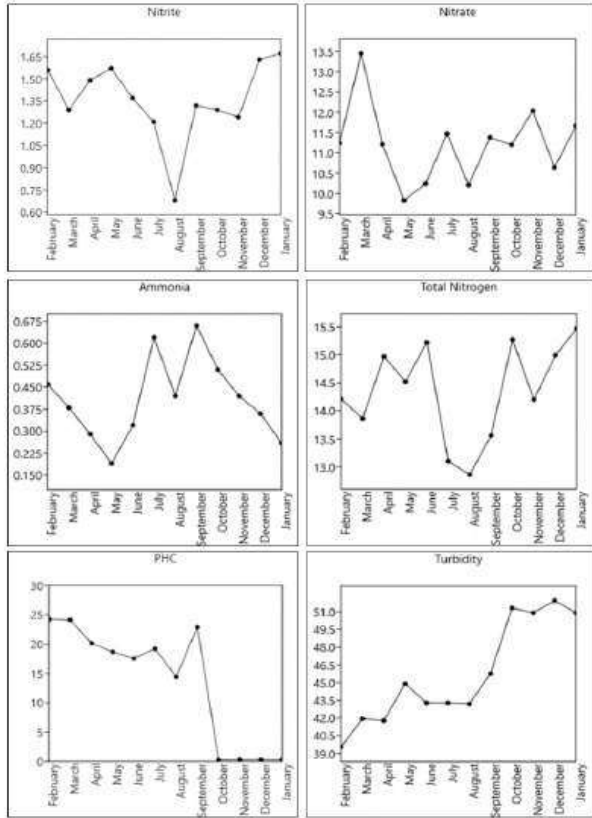 Nitrite
1.65
1.50
1.35
1.20
1.05
0.90
0.75
0.60
February
March
April
May
June
July
August
September
October
November
December
January
Nitrate
13.5
13.0
12.5
12.0
11.5
11.0
10.5
10.0
9.5
February
March
April
May
June
July
August
September
October
November
December
January
Ammonia
0.675
0.600
0.525
0.450
0.375
0.300
0.225
0.150
February
March
April
May
June
July
August
September
October
November
December
January
Total Nitrogen
15.5
15.0
14.5
14.0
13.5
13.0
February
March
April
May
June
July
August
September
October
November
December
January
PHC
30
25
20
15
10
5
0
February
March
April
May
June
July
August
September
October
November
December
January
Turbidity
51.0
49.5
48.0
46.5
45.0
43.5
42.0
40.5
39.0
February
March
April
May
June
July
August
September
October
November
December
January